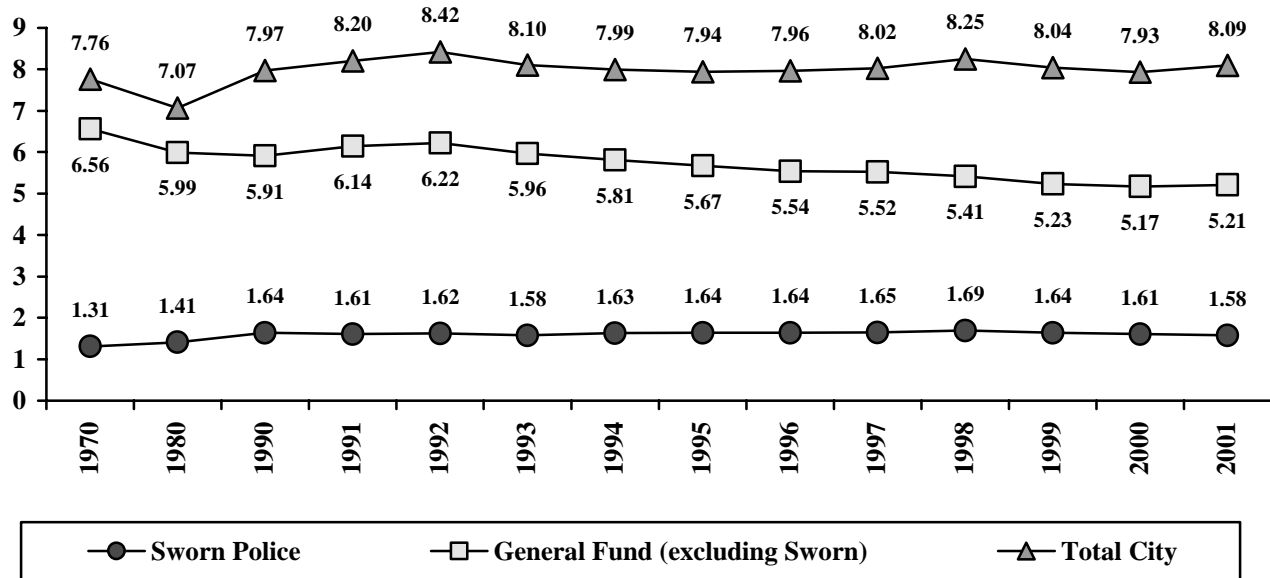 9
7.76 7.07 7.97 8.20 8.42 8.10 7.99 7.94 7.96 8.02 8.25 8.04 7.93 8.09
8
7
6
6.56 5.99 5.91 6.14 6.22 5.96 5.81 5.67 5.54 5.52 5.41 5.23 5.17 5.21
5
4
3
1.31 1.41 1.64 1.61 1.62 1.58 1.63 1.64 1.64 1.65 1.69 1.64 1.61 1.58
2
1
0
1970 1980 1990 1991 1992 1993 1994 1995 1996 1997 1998 1999 2000 2001
Sworn Police General Fund (excluding Sworn) Total City